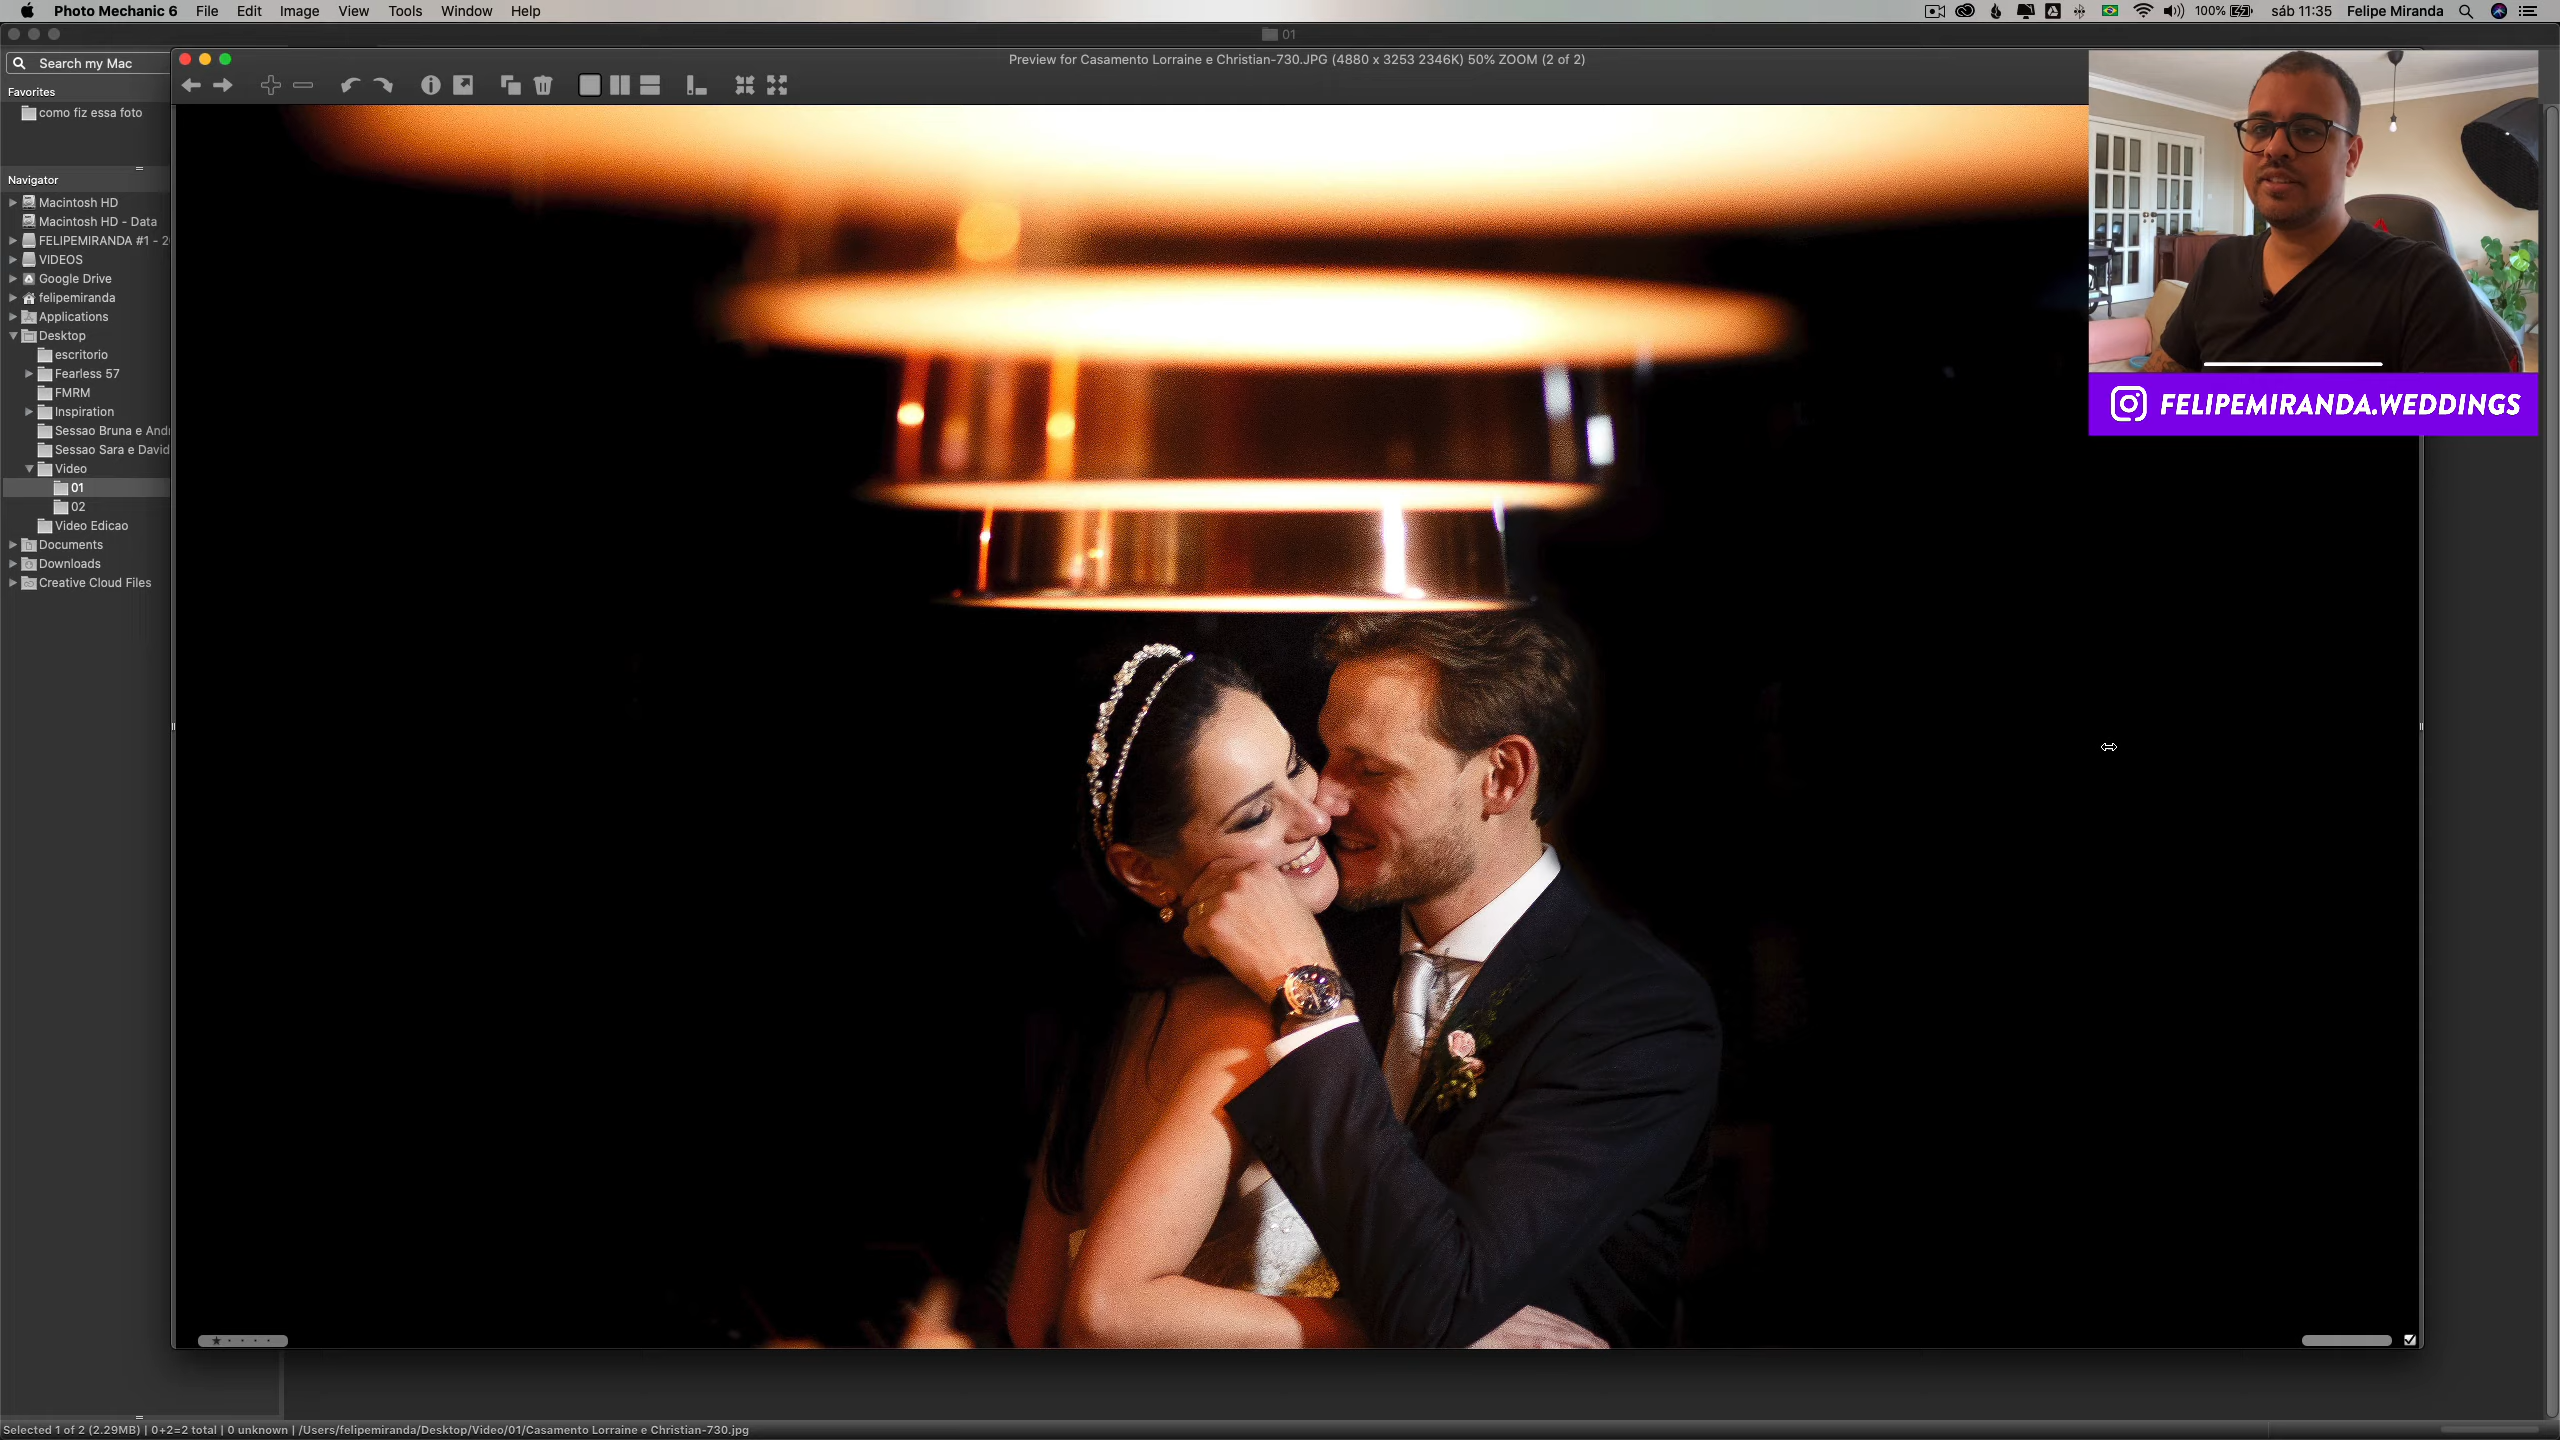 Photo Mechanic 6 File Edit Image View Tools Window Help
100% sáb 11:35 Felipe Miranda
01
Search my Mac
Preview for Casamento Lorraine e Christian-730.JPG (4880 x 3253 2346K) 50% ZOOM (2 of 2)
Favorites
como fiz essa foto
Navigator
Macintosh HD
Macintosh HD - Data
FELIPEMIRANDA #1 - 2
VIDEOS
Google Drive
felipemiranda
Applications
Desktop
escritorio
Fearless 57
FMRM
Inspiration
Sessao Bruna e Andr
Sessao Sara e David
Video
01
02
Video Edicao
Documents
Downloads
Creative Cloud Files
FELIPEMIRANDA.WEDDINGS
Selected 1 of 2 (2.29MB) | 0+2=2 total | 0 unknown | /Users/felipemiranda/Desktop/Video/01/Casamento Lorraine e Christian-730.jpg